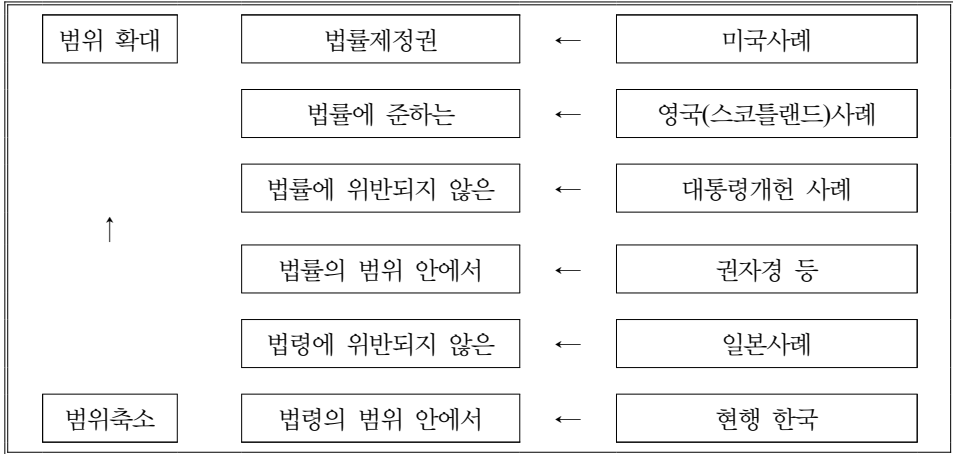 범위 확대 법률제정권 ← 미국사례
법률에 준하는 ← 영국(스코틀랜드)사례
법률에 위반되지 않은 ← 대통령개헌 사례
↑
법률의 범위 안에서 ← 권자경 등
법령에 위반되지 않은 ← 일본사례
범위축소 법령의 범위 안에서 ← 현행 한국